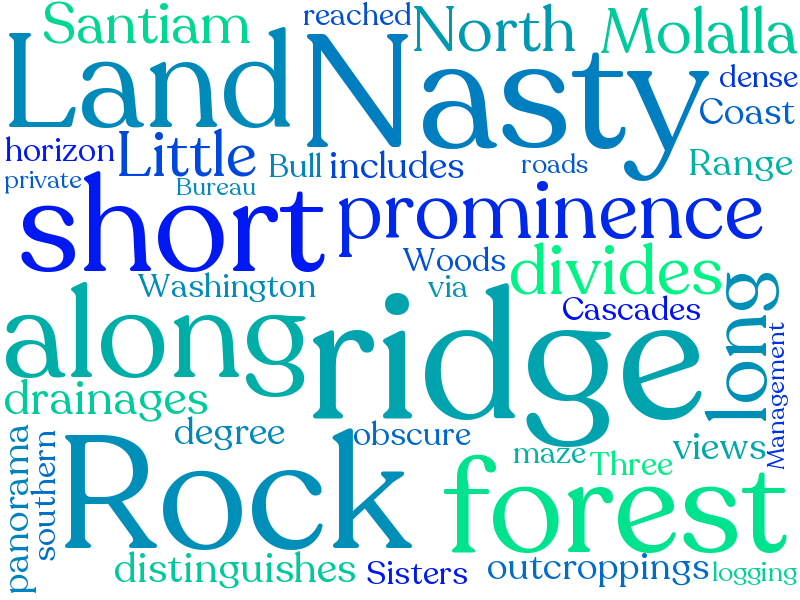 Santiam
reached
North
Molalla
Land
Nasty
dense
Coast
horizon
Little
Bull
includes
roads
Range
private
Bureau
short
prominence
Woods
divides
Washington
via
Cascades
along
ridge
long
Management
drainages
degree
obscure
maze
Three
views
panorama
southern
Rock
forest
distinguishes
Sisters
outcroppings
logging